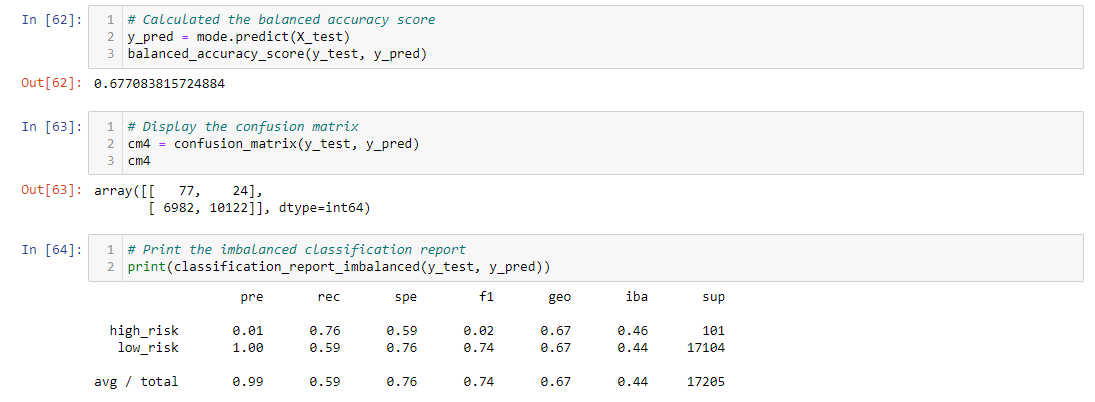 In [62]: 1 # Calculated the balanced accuracy score
2 y_pred = mode.predict(X_test)
3 balanced_accuracy_score(y_test, y_pred)
Out[62]: 0.677083815724884
In [63]: 1 # Display the confusion matrix
2 cm4 = confusion_matrix(y_test, y_pred)
3 cm4
Out[63]: array([[ 77, 24],
[ 6982, 10122]], dtype=int64)
In [64]: 1 # Print the imbalanced classification report
2 print(classification_report_imbalanced(y_test, y_pred))
pre rec spe f1 geo iba sup
high_risk 0.01 0.76 0.59 0.02 0.67 0.46 101
low_risk 1.00 0.59 0.76 0.74 0.67 0.44 17104
avg / total 0.99 0.59 0.76 0.74 0.67 0.44 17205